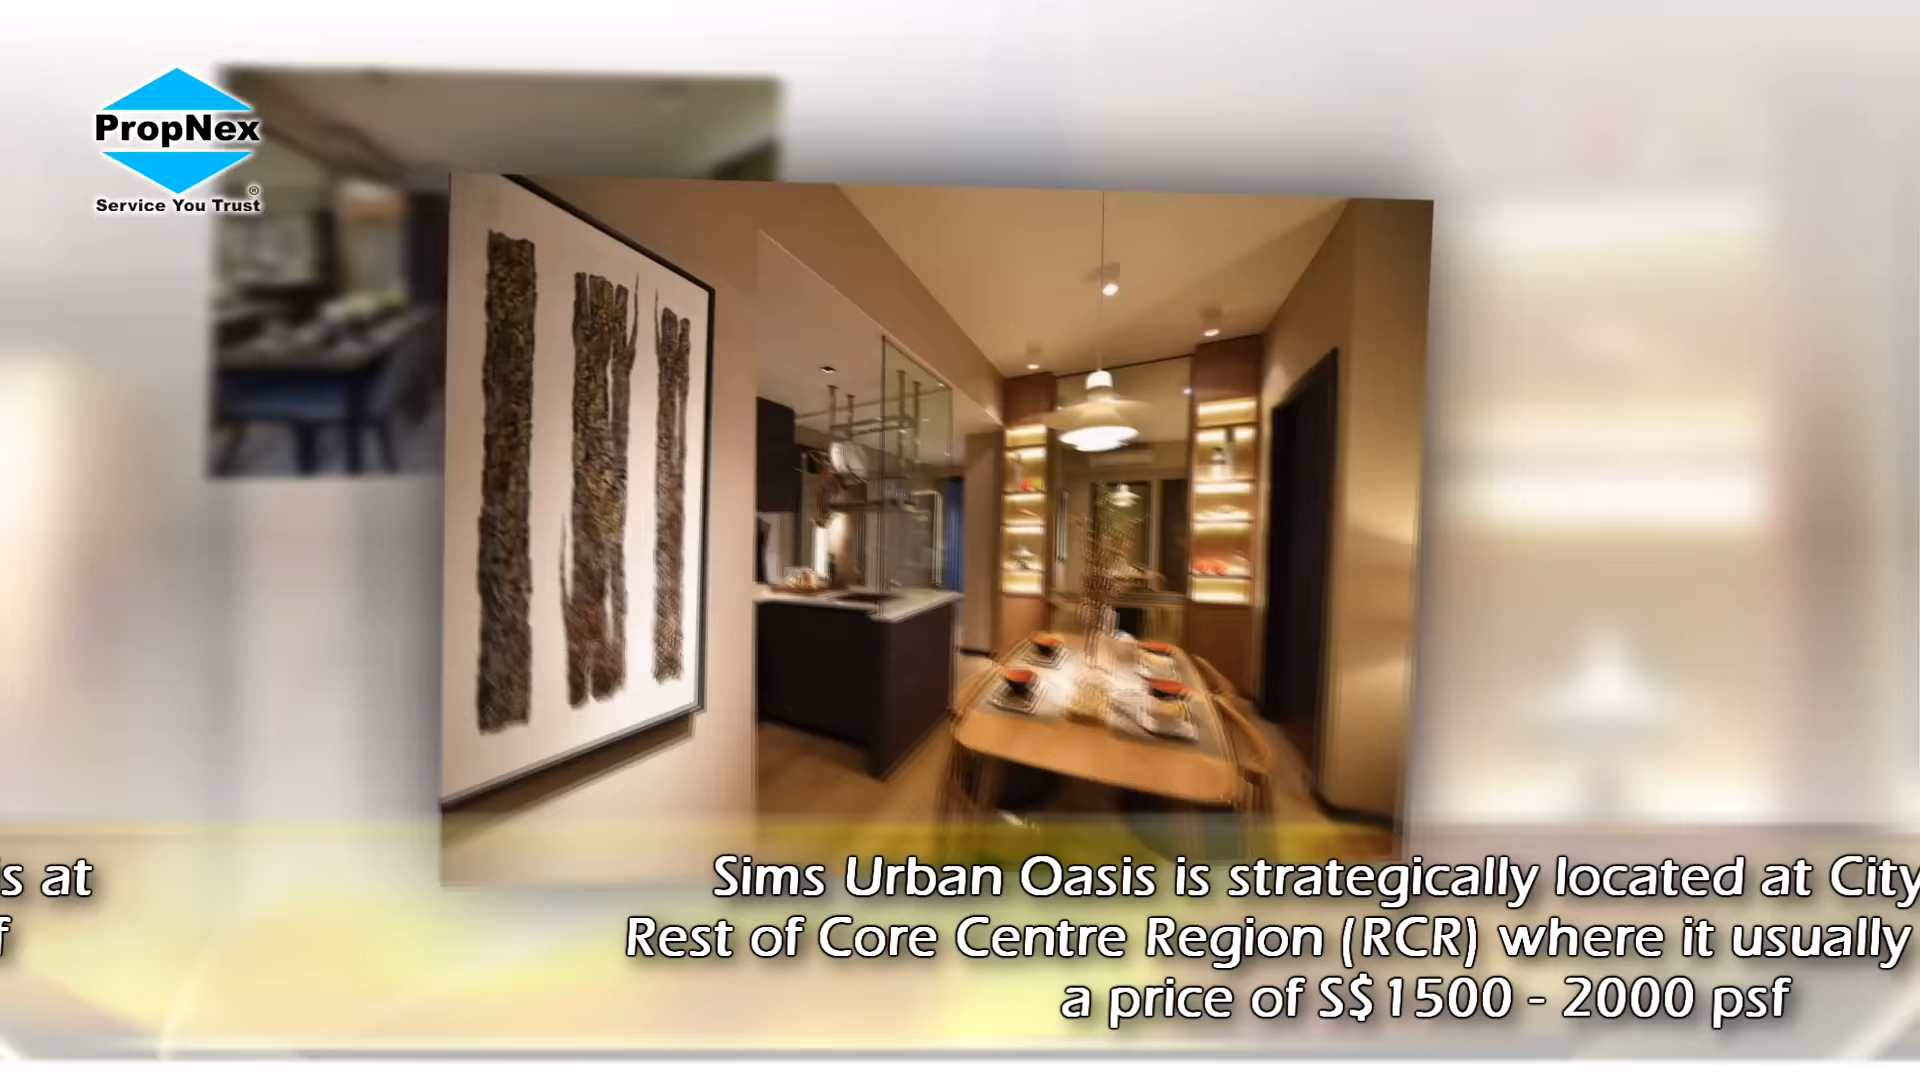 PropNex
Service You Trust
®
s at
f
Sims Urban Oasis is strategically located at City
Rest of Core Centre Region (RCR) where it usually
a price of S$1500 - 2000 psf